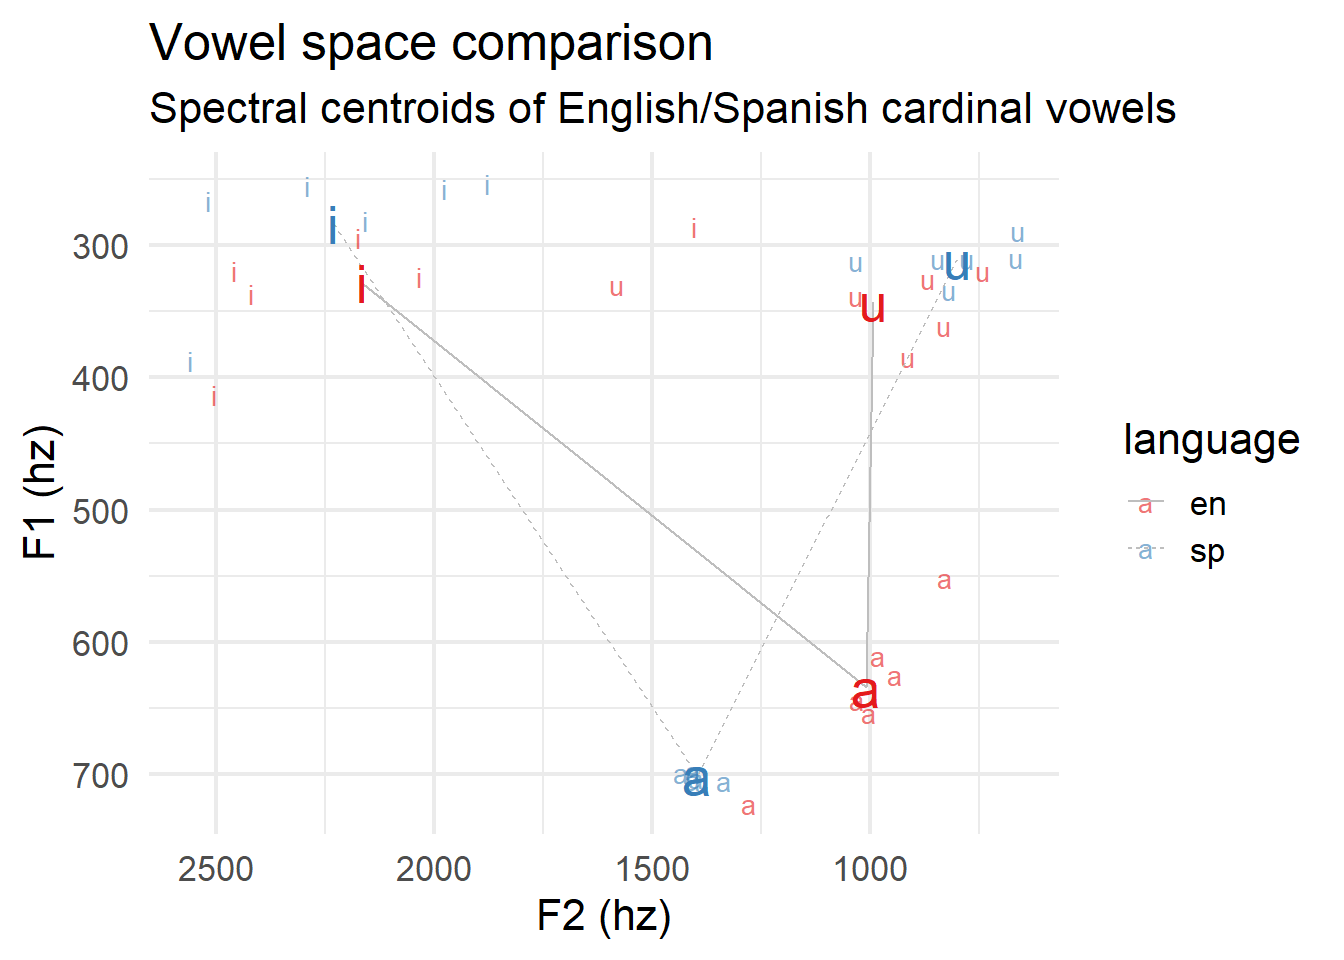 Vowel space comparison
Spectral centroids of English/Spanish cardinal vowels
i i i i i i
i i i u u
i i i i u u u u u
i i i u u u u u
i u u
i
a
a
a
a a
a
a a a
a
300
400
500
600
700
F1 (hz)
2500 2000 1500 1000
F2 (hz)
language
a en
a sp